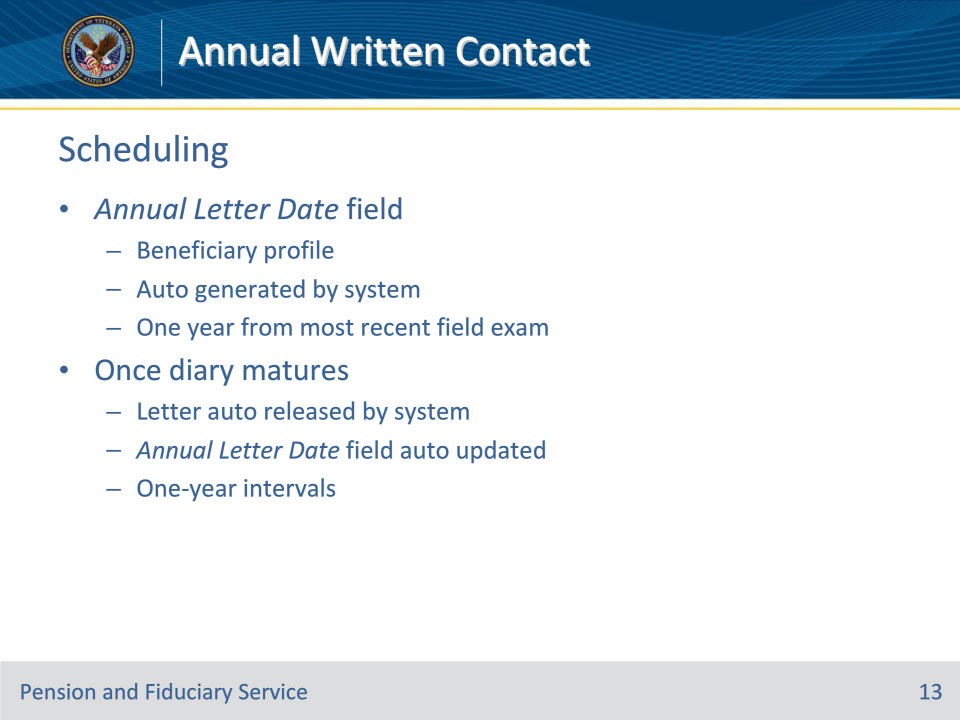 Annual Written Contact
Scheduling
• Annual Letter Date field
– Beneficiary profile
– Auto generated by system
– One year from most recent field exam
• Once diary matures
– Letter auto released by system
– Annual Letter Date field auto updated
– One-year intervals
Pension and Fiduciary Service 13